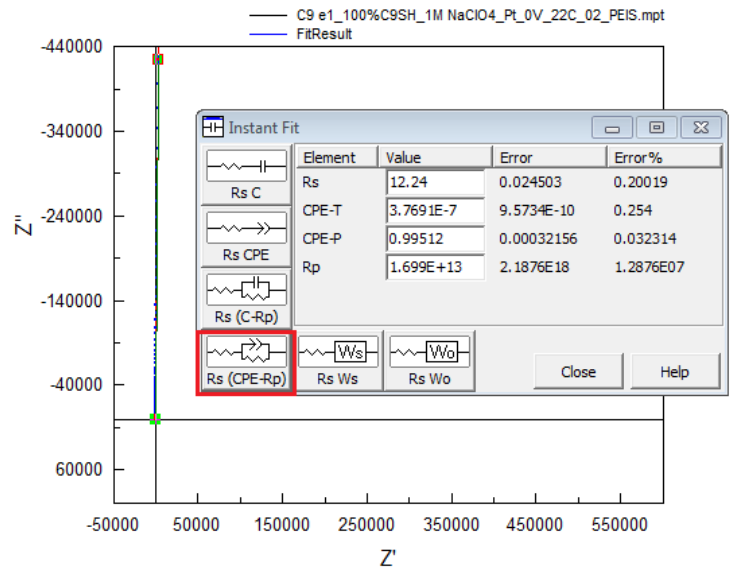 C9 e1_100%C9SH_1M NaClO4_Pt_0V_22C_02_PEIS.mpt
FitResult
-440000
-340000
-240000
-140000
-40000
60000
Z''
-50000 50000 150000 250000 350000 450000 550000
Z'
Instant Fit
Element Value Error Error%
Rs 12.24 0.024503 0.20019
CPE-T 3.7691E-7 9.5734E-10 0.254
CPE-P 0.99512 0.00032156 0.032314
Rp 1.699E+13 2.1876E18 1.2876E07
Rs C
Rs CPE
Rs (C-Rp)
Rs (CPE-Rp)
Ws
Rs Ws
Wo
Rs Wo
Close
Help